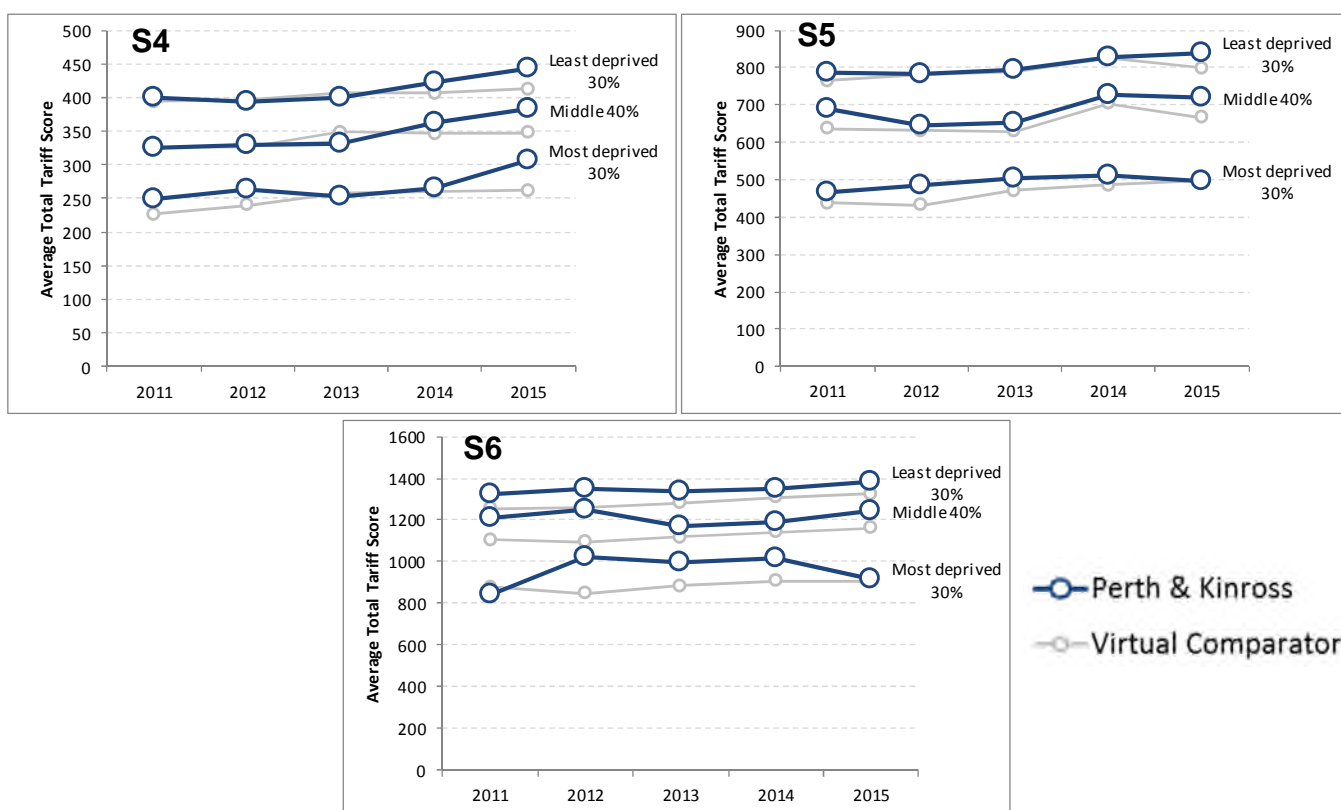 S4
Average Total Tariff Score
500
450
400
350
300
250
200
150
100
50
0
2011 2012 2013 2014 2015
Least deprived
30%
Middle 40%
Most deprived
30%
S5
Average Total Tariff Score
900
800
700
600
500
400
300
200
100
0
2011 2012 2013 2014 2015
Least deprived
30%
Middle 40%
Most deprived
30%
S6
Average Total Tariff Score
1600
1400
1200
1000
800
600
400
200
0
2011 2012 2013 2014 2015
Least deprived
30%
Middle 40%
Most deprived
30%
Perth & Kinross
Virtual Comparator